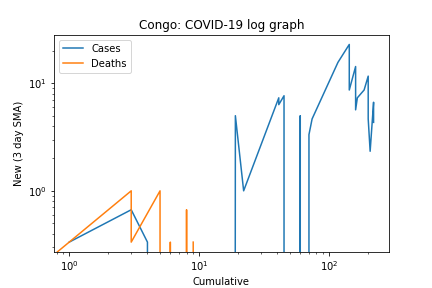 Congo: COVID-19 log graph
Cases
Deaths
New (3 day SMA)
10¹
10⁰
10⁰
10¹
10²
Cumulative